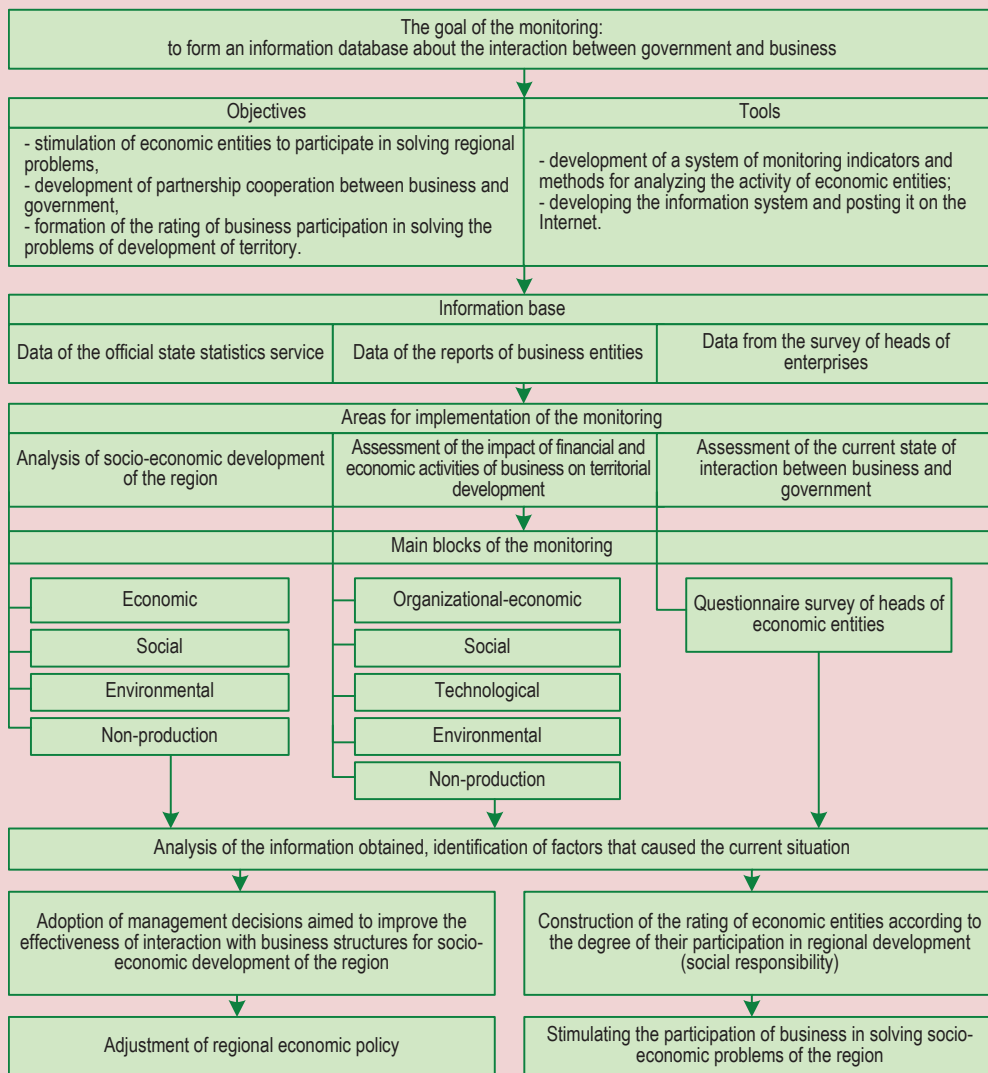 The goal of the monitoring:
to form an information database about the interaction between government and business
Objectives
- stimulation of economic entities to participate in solving regional
problems,
- development of partnership cooperation between business and
government,
- formation of the rating of business participation in solving the
problems of development of territory.
Tools
- development of a system of monitoring indicators and
methods for analyzing the activity of economic entities;
- developing the information system and posting it on the
Internet.
Information base
Data of the official state statistics service
Data of the reports of business entities
Data from the survey of heads of
enterprises
Areas for implementation of the monitoring
Analysis of socio-economic development
of the region
Assessment of the impact of financial and
economic activities of business on territorial
development
Assessment of the current state of
interaction between business and
government
Main blocks of the monitoring
Economic
Social
Environmental
Non-production
Organizational-economic
Social
Technological
Environmental
Non-production
Questionnaire survey of heads of
economic entities
Analysis of the information obtained, identification of factors that caused the current situation
Adoption of management decisions aimed to improve the
effectiveness of interaction with business structures for socio-
economic development of the region
Construction of the rating of economic entities according to
the degree of their participation in regional development
(social responsibility)
Adjustment of regional economic policy
Stimulating the participation of business in solving socio-
economic problems of the region